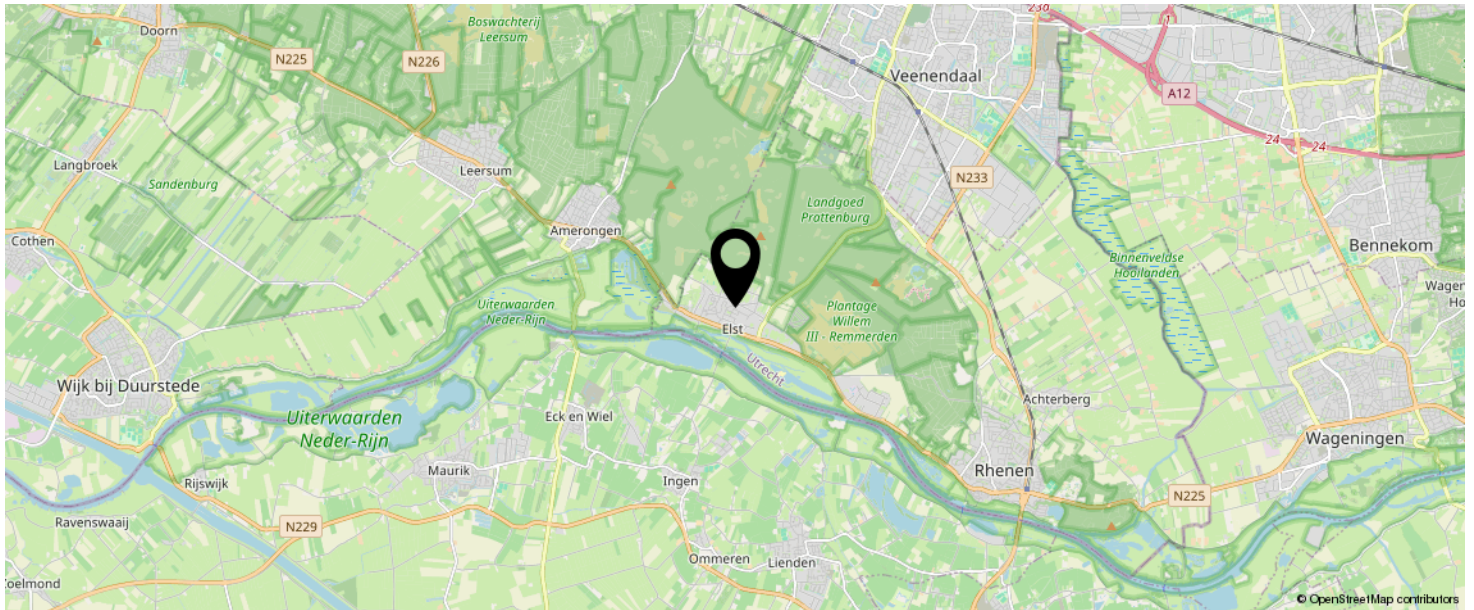 Doorn
N225
N226
Boswachterij
Leersum
Veenendaal
1
A12
24
24
Langbroek
Leersum
Sandenburg
N233
Landgoed
Prattenburg
Cothen
Amerongen
Bennekom
Binnenveldse
Hooilanden
Uiterwaarden
Neder-Rijn
Plantage
Willem
III - Remmerden
Elst
Utrecht
Wijk bij Duurstede
Achterberg
Uiterwaarden
Neder-Rijn
Eck en Wiel
Wageningen
Maurik
Ingen
Rhenen
Rijswijk
N225
Ravenswaaij
N229
Ommeren
Lienden
© OpenStreetMap contributors